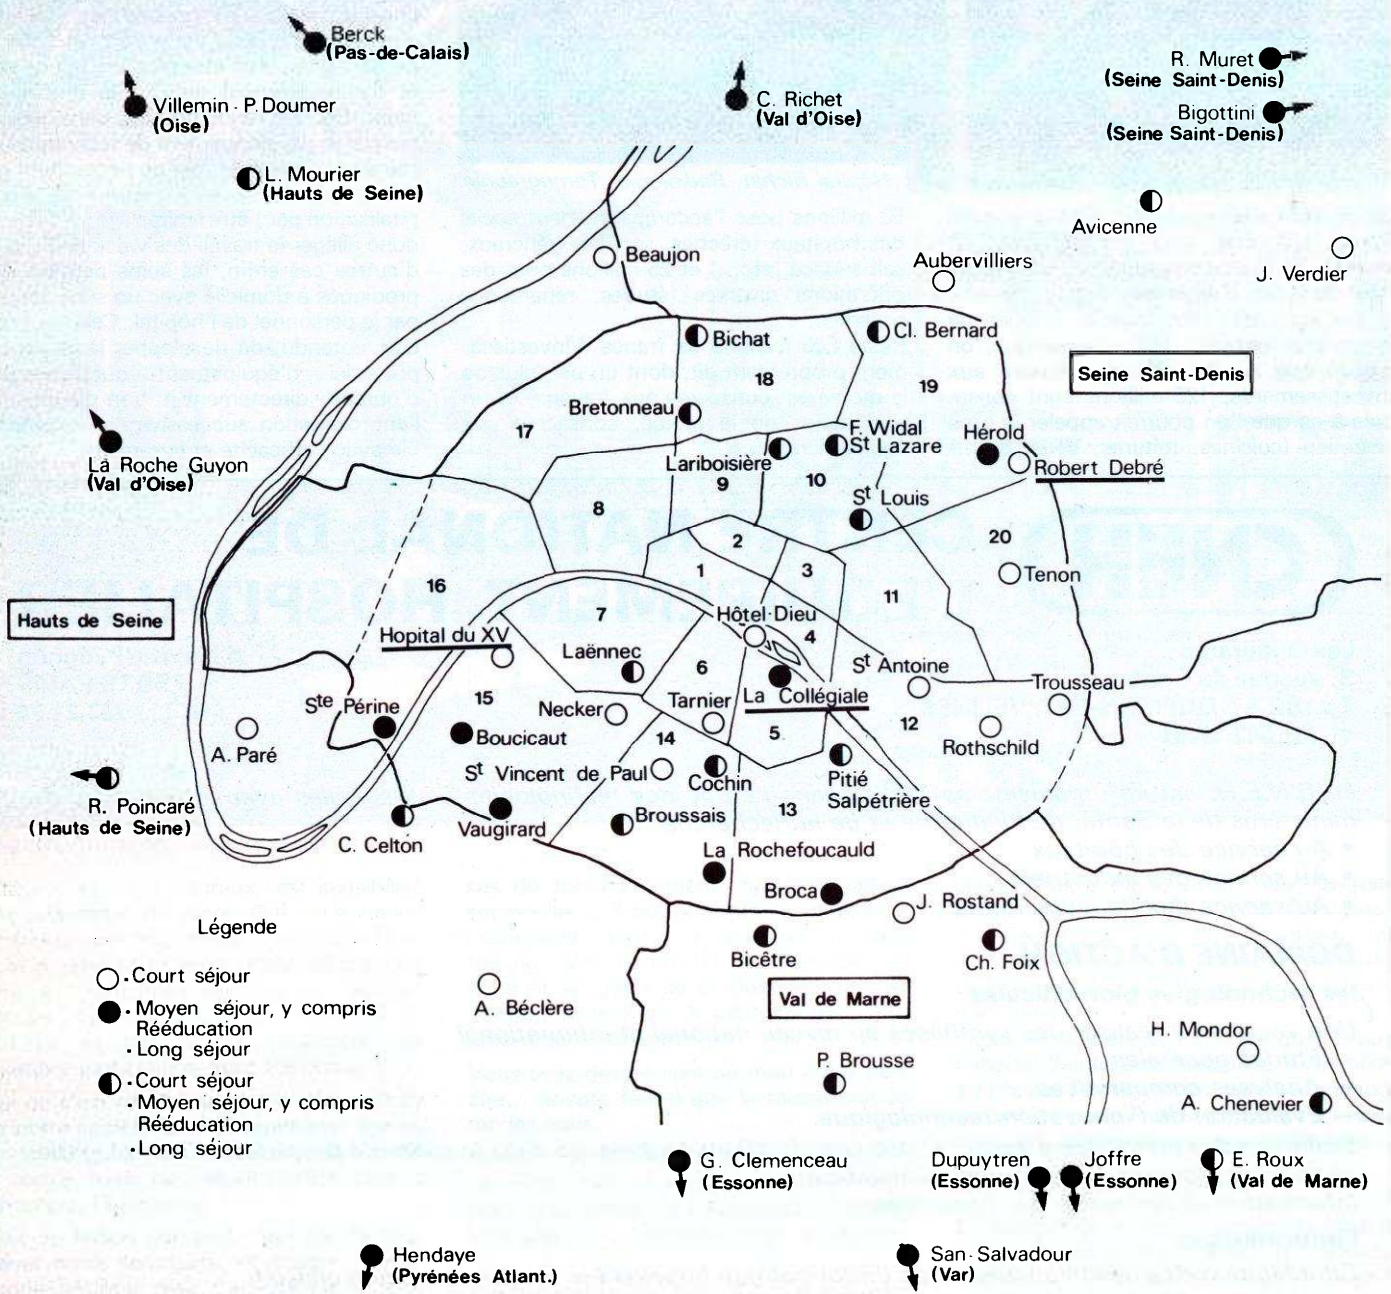 Berck
(Pas-de-Calais)
Villemin · P. Doumer
(Oise)
C. Richet
(Val d'Oise)
R. Muret
(Seine Saint-Denis)
Bigottini
(Seine Saint-Denis)
L. Mourier
(Hauts de Seine)
Avicenne
J. Verdier
Beaujon
Aubervilliers
Bichat
Cl. Bernard
Seine Saint-Denis
18
19
Bretonneau
17
F. Widal
St Lazare
Hérold
Robert Debré
Lariboisière
9
10
La Roche Guyon
(Val d'Oise)
8
St Louis
2
20
1
3
Tenon
16
11
7
Hôtel-Dieu
4
Hauts de Seine
Hopital du XV
Laënnec
6
St Antoine
La Collégiale
Trousseau
15
Ste Périne
Necker
Tarnier
12
Rothschild
A. Paré
Boucicaut
14
5
St Vincent de Paul
Cochin
Pitié
Salpétrière
R. Poincaré
(Hauts de Seine)
13
Broussais
Vaugirard
C. Celton
La Rochefoucauld
Broca
J. Rostand
Légende
Bicêtre
Ch. Foix
· Court séjour
· Moyen séjour, y compris
Rééducation
· Long séjour
· Court séjour
· Moyen séjour, y compris
Rééducation
· Long séjour
A. Béclère
Val de Marne
H. Mondor
P. Brousse
A. Chenevier
G. Clemenceau
(Essonne)
Dupuytren
(Essonne)
Joffre
(Essonne)
E. Roux
(Val de Marne)
Hendaye
(Pyrénées Atlant.)
San · Salvadour
(Var)